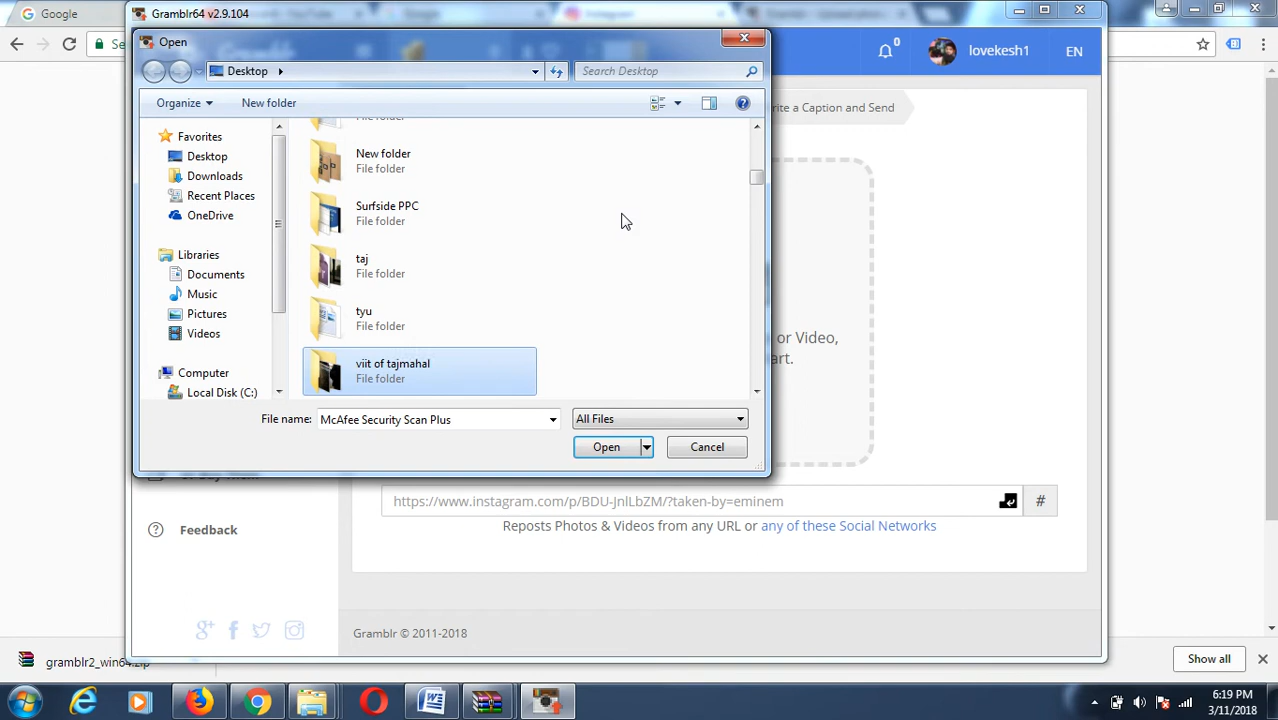 Google
Gramblr64 v2.9.104
Instagram
Open
Desktop
Search Desktop
0
lovekesh1
EN
Organize
New folder
rite a Caption and Send
File folder
Favorites
Desktop
Downloads
Recent Places
OneDrive
Libraries
Documents
Music
Pictures
Videos
Computer
Local Disk (C:)
New folder
File folder
Surfside PPC
File folder
taj
File folder
tyu
File folder
viit of tajmahal
File folder
or Video,
art.
File name:
McAfee Security Scan Plus
All Files
Open
Cancel
https://www.instagram.com/p/BDU-JnlLbZM/?taken-by=eminem
#
Reposts Photos & Videos from any URL or any of these Social Networks
Feedback
Gramblr © 2011-2018
gramblr2_win64.zip
Show all
6:19 PM
3/11/2018